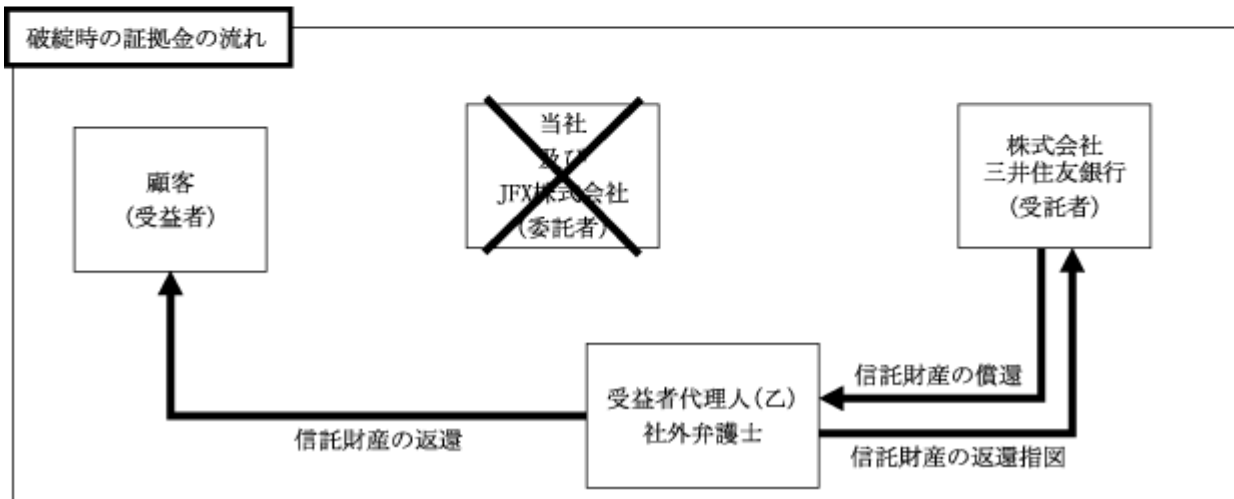 破綻時の証拠金の流れ
顧客
(受益者)
当社
及び
JFX株式会社
(委託者)
株式会社
三井住友銀行
(受託者)
信託財産の償還
受益者代理人(乙)
社外弁護士
信託財産の返還
信託財産の返還指図